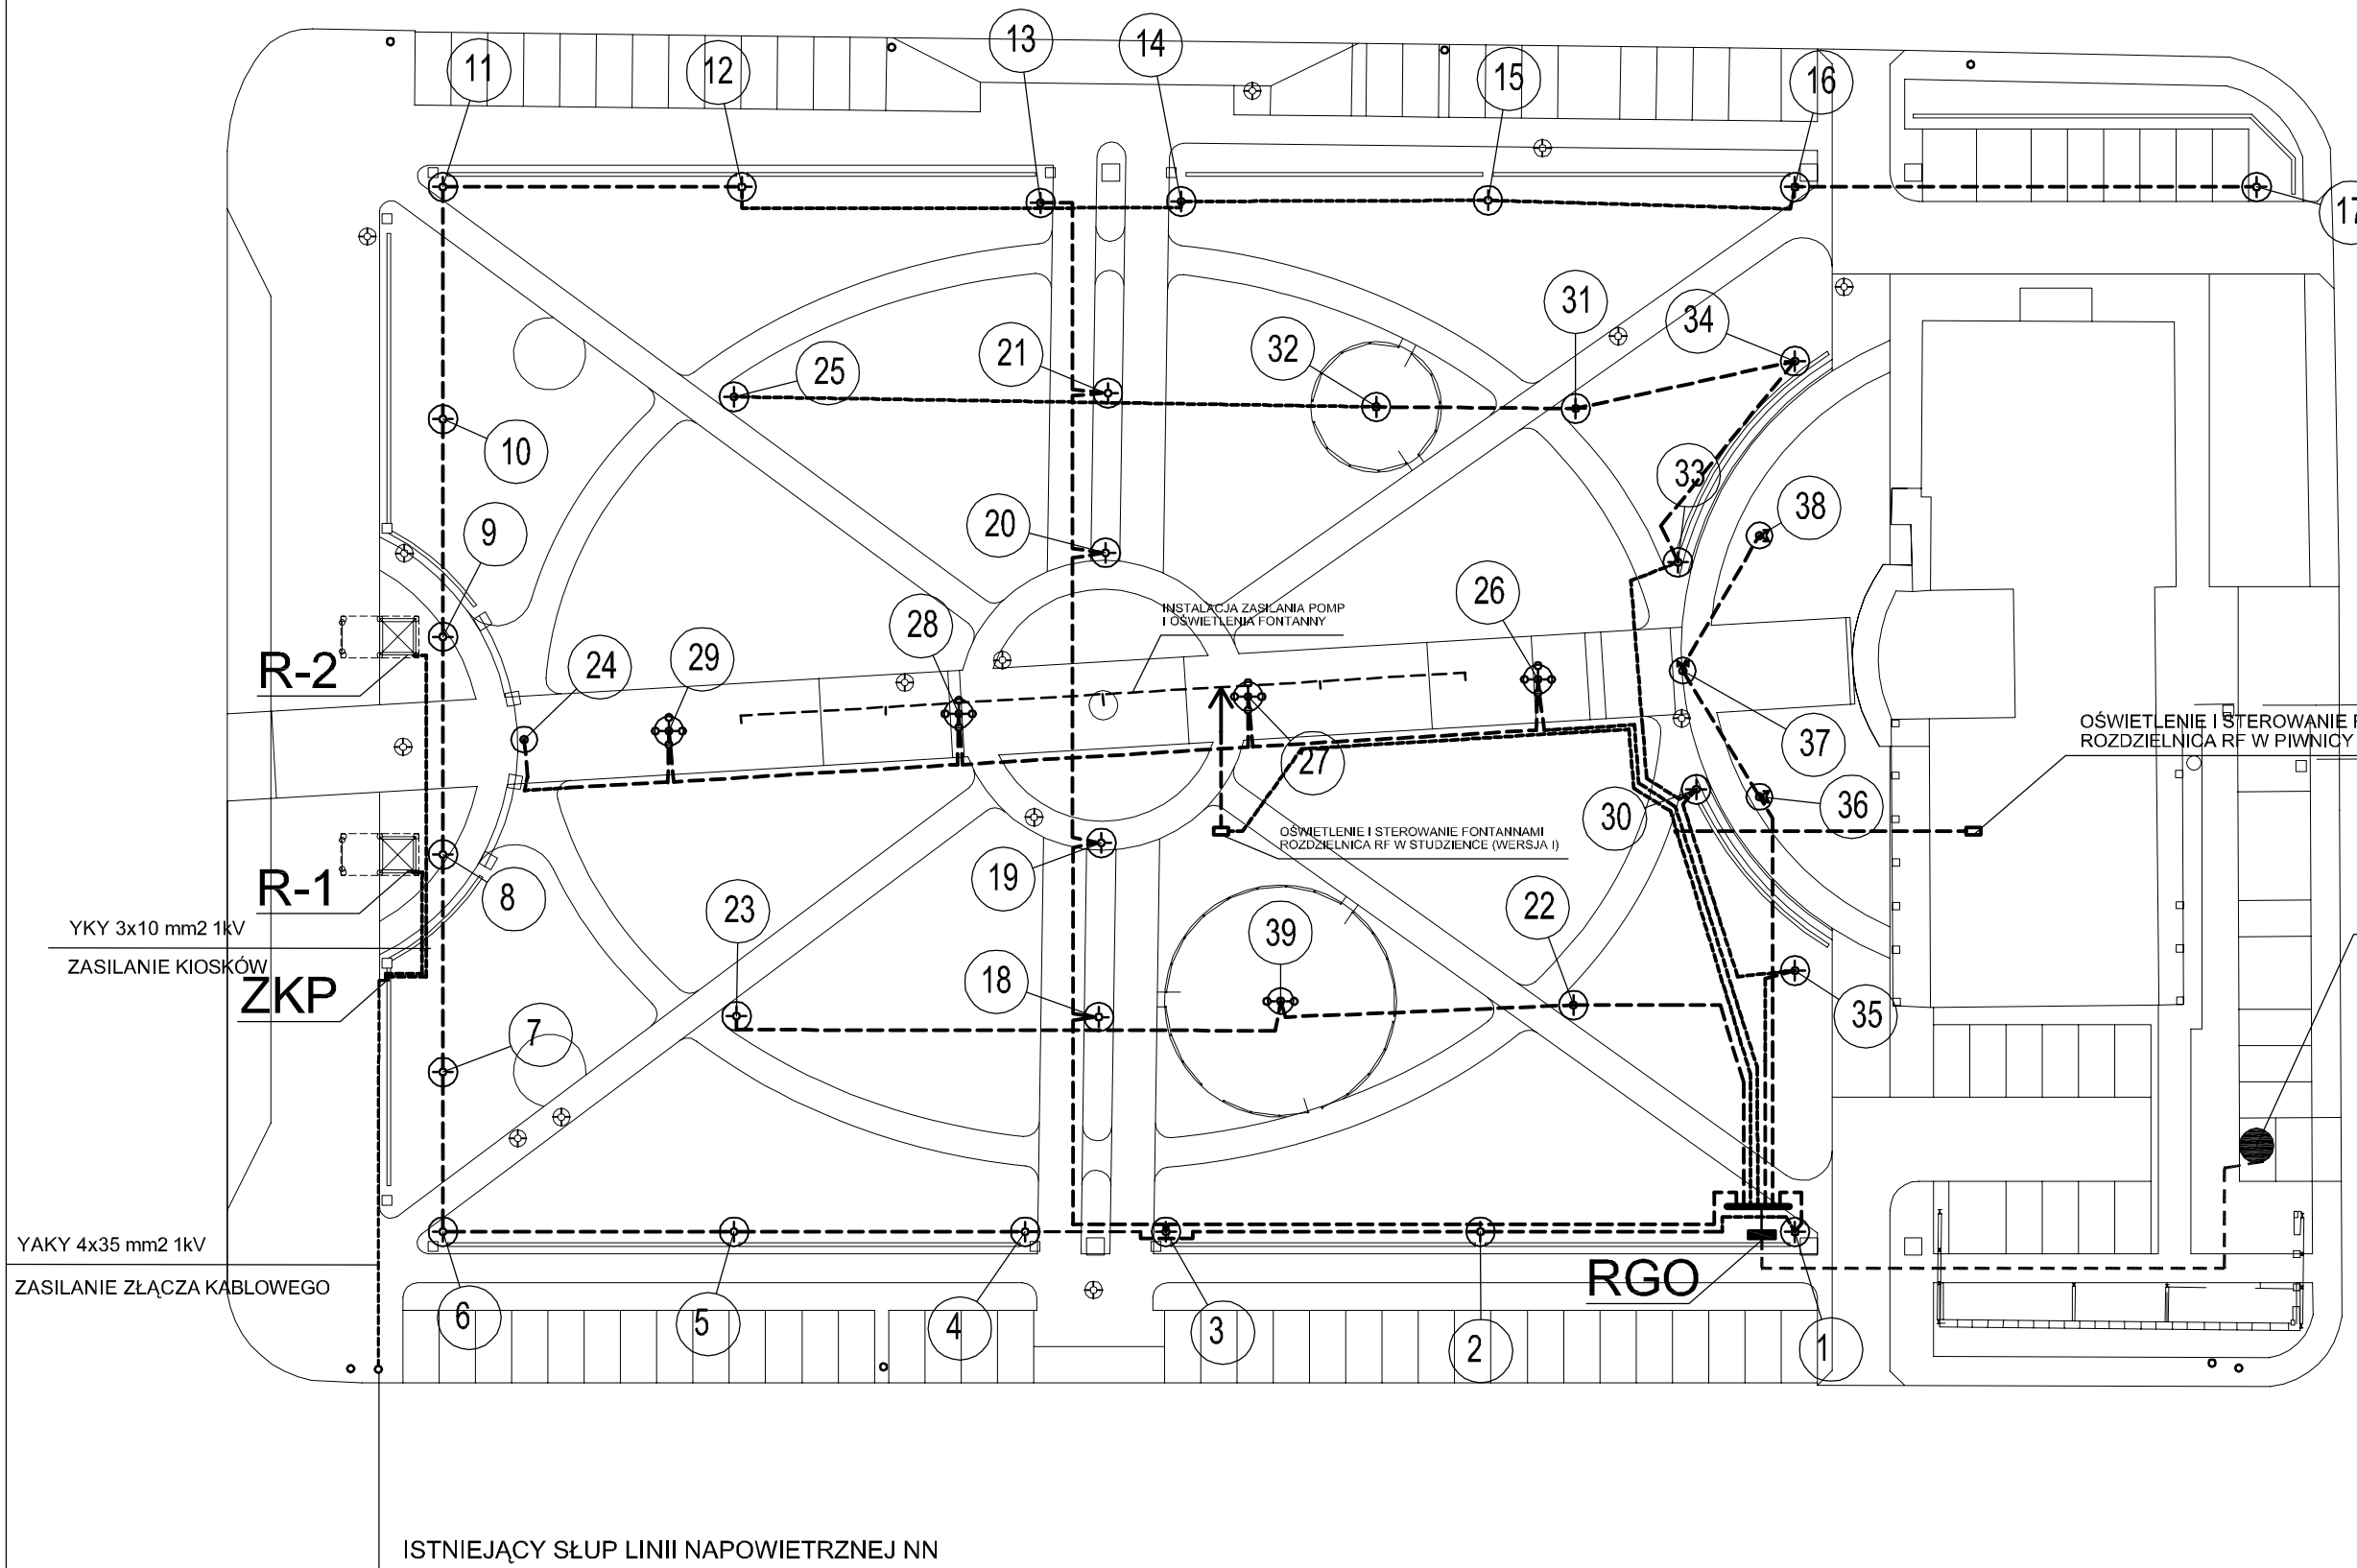 13
14
11
12
15
16
17
31
34
21
32
25
33
10
38
20
9
26
INSTALACJA ZASILANIA POMP
I OŚWIETLENIA FONTANNY
28
29
24
R-2
37
OŚWIETLENIE I STEROWANIE
ROZDZIELNICA RF W PIWNICY
27
36
30
OŚWIETLENIE I STEROWANIE FONTANNAMI
ROZDZIELNICA RF W STUDZIENCE (WERSJA I)
19
R-1
8
22
23
YKY 3x10 mm2 1kV
39
ZASILANIE KIOSKÓW
18
ZKP
35
7
YAKY 4x35 mm2 1kV
RGO
ZASILANIE ZŁĄCZA KABLOWEGO
6
5
4
3
2
1
ISTNIEJĄCY SŁUP LINII NAPOWIETRZNEJ NN